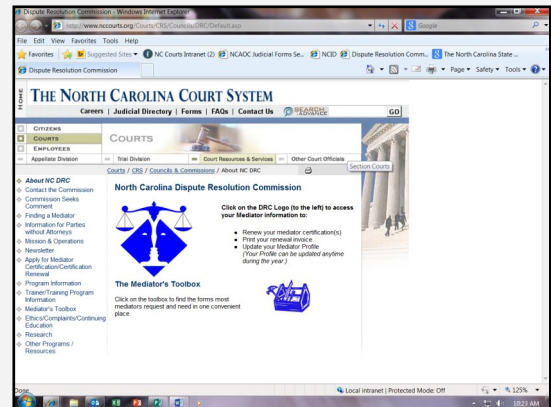 Dispute Resolution Commission - Windows Internet Explorer
http://www.nccourts.org/Courts/CRS/Councils/DRC/Default.asp
Google
File Edit View Favorites Tools Help
Favorites Suggested Sites NC Courts Intranet (2) NCAOC Judicial Forms Se... NCID Dispute Resolution Comm... The North Carolina State ...
Dispute Resolution Commission
Page Safety Tools
HOME
THE NORTH CAROLINA COURT SYSTEM
Careers | Judicial Directory | Forms | FAQs | Contact Us SEARCH ADVANCE GO
CITIZENS
COURTS
EMPLOYEES
COURTS
Appellate Division Trial Division Court Resources & Services Other Court Officials
Section Courts
Courts / CRS / Councils & Commissions / About NC DRC
About NC DRC
Contact the Commission
Commission Seeks Comment
Finding a Mediator
Information for Parties without Attorneys
Mission & Operations
Newsletter
Apply for Mediator Certification/Certification Renewal
Program Information
Trainer/Training Program Information
Mediator's Toolbox
Ethics/Complaints/Continuing Education
Research
Other Programs / Resources
North Carolina Dispute Resolution Commission
Click on the DRC Logo (to the left) to access
your Mediator information to:
Renew your mediator certification(s)
Print your renewal invoice
Update your Mediator Profile
(Your Profile can be updated anytime
during the year.)
The Mediator's Toolbox
Click on the toolbox to find the forms most
mediators request and need in one convenient
place.
Done
Local intranet | Protected Mode: Off
125%
10:23 AM